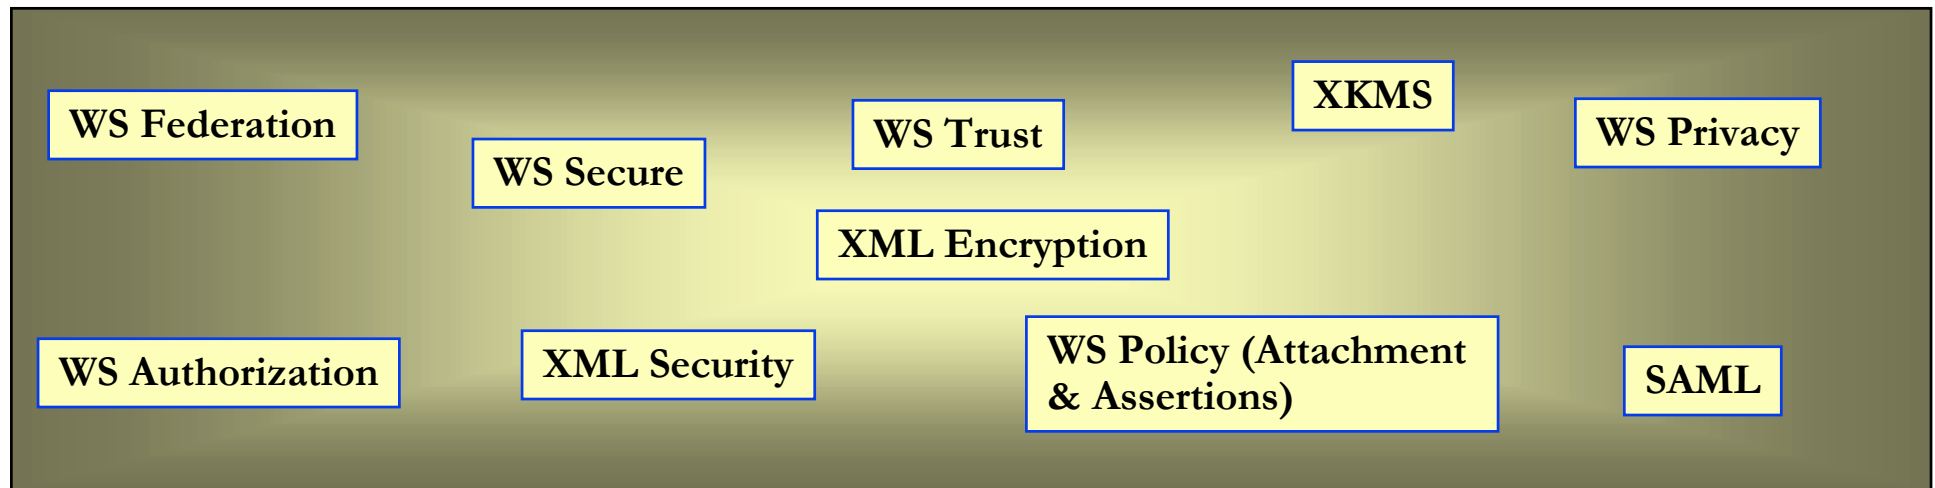 WS Federation
WS Secure
WS Trust
XKMS
WS Privacy
XML Encryption
WS Authorization
XML Security
WS Policy (Attachment
& Assertions)
SAML